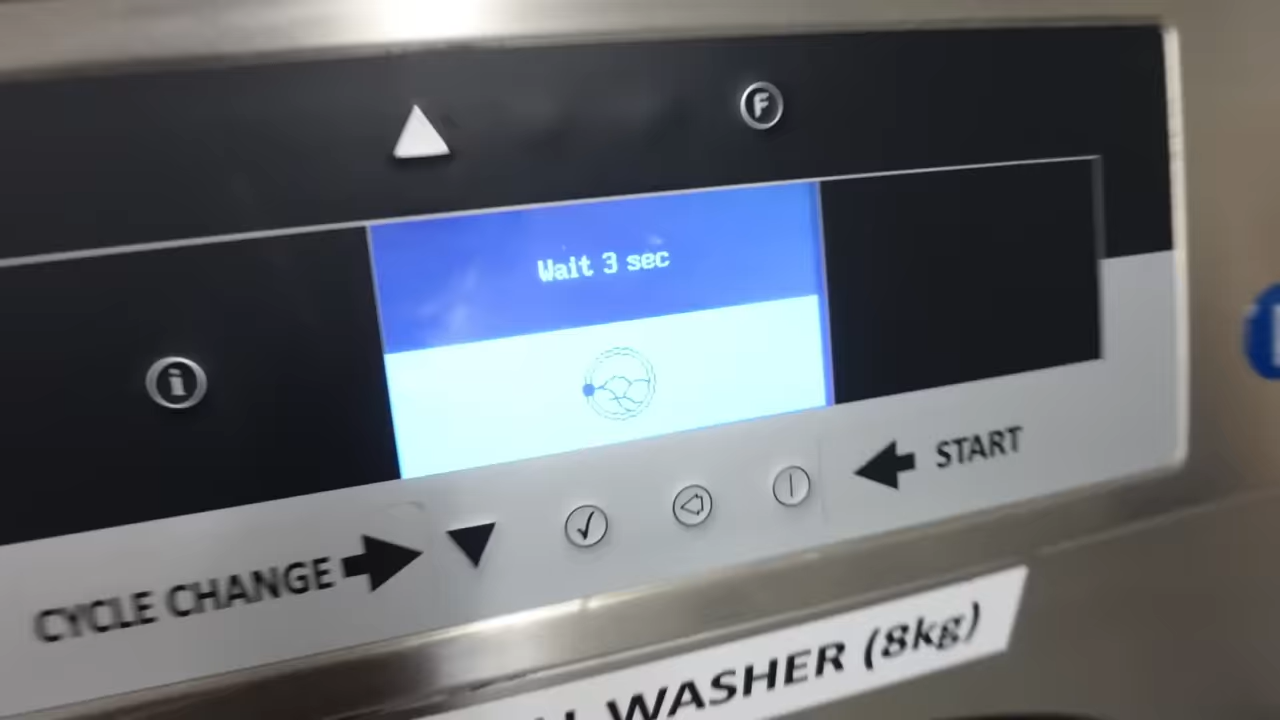 F
Wait 3 sec
i
START
CYCLE CHANGE
WASHER (8kg)